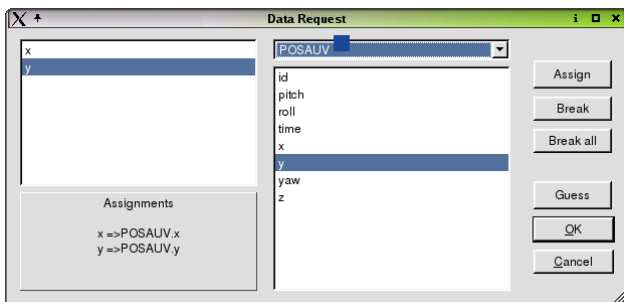 Data Request
x
y
Assignments
x =>POSAUV.x
y =>POSAUV.y
POSAUV
id
pitch
roll
time
x
y
yaw
z
Assign
Break
Break all
Guess
OK
Cancel